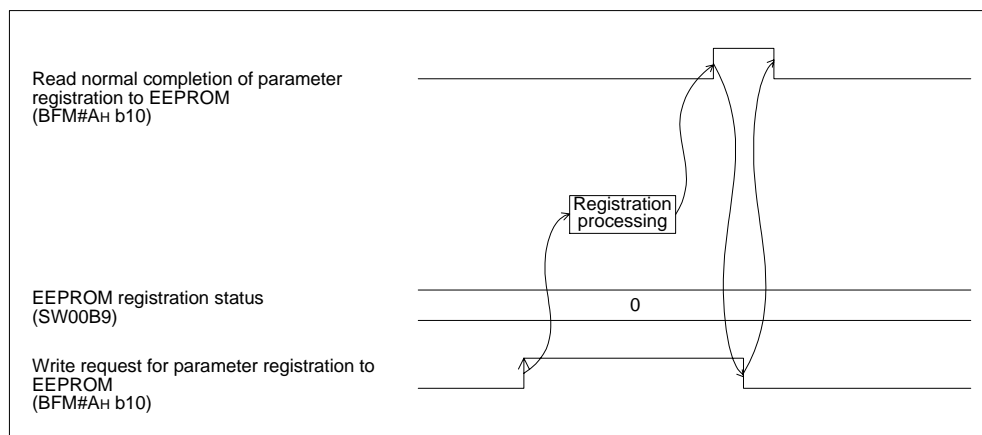 Read normal completion of parameter
registration to EEPROM
(BFM#AH b10)
Registration
processing
EEPROM registration status
(SW00B9)
0
Write request for parameter registration to
EEPROM
(BFM#AH b10)